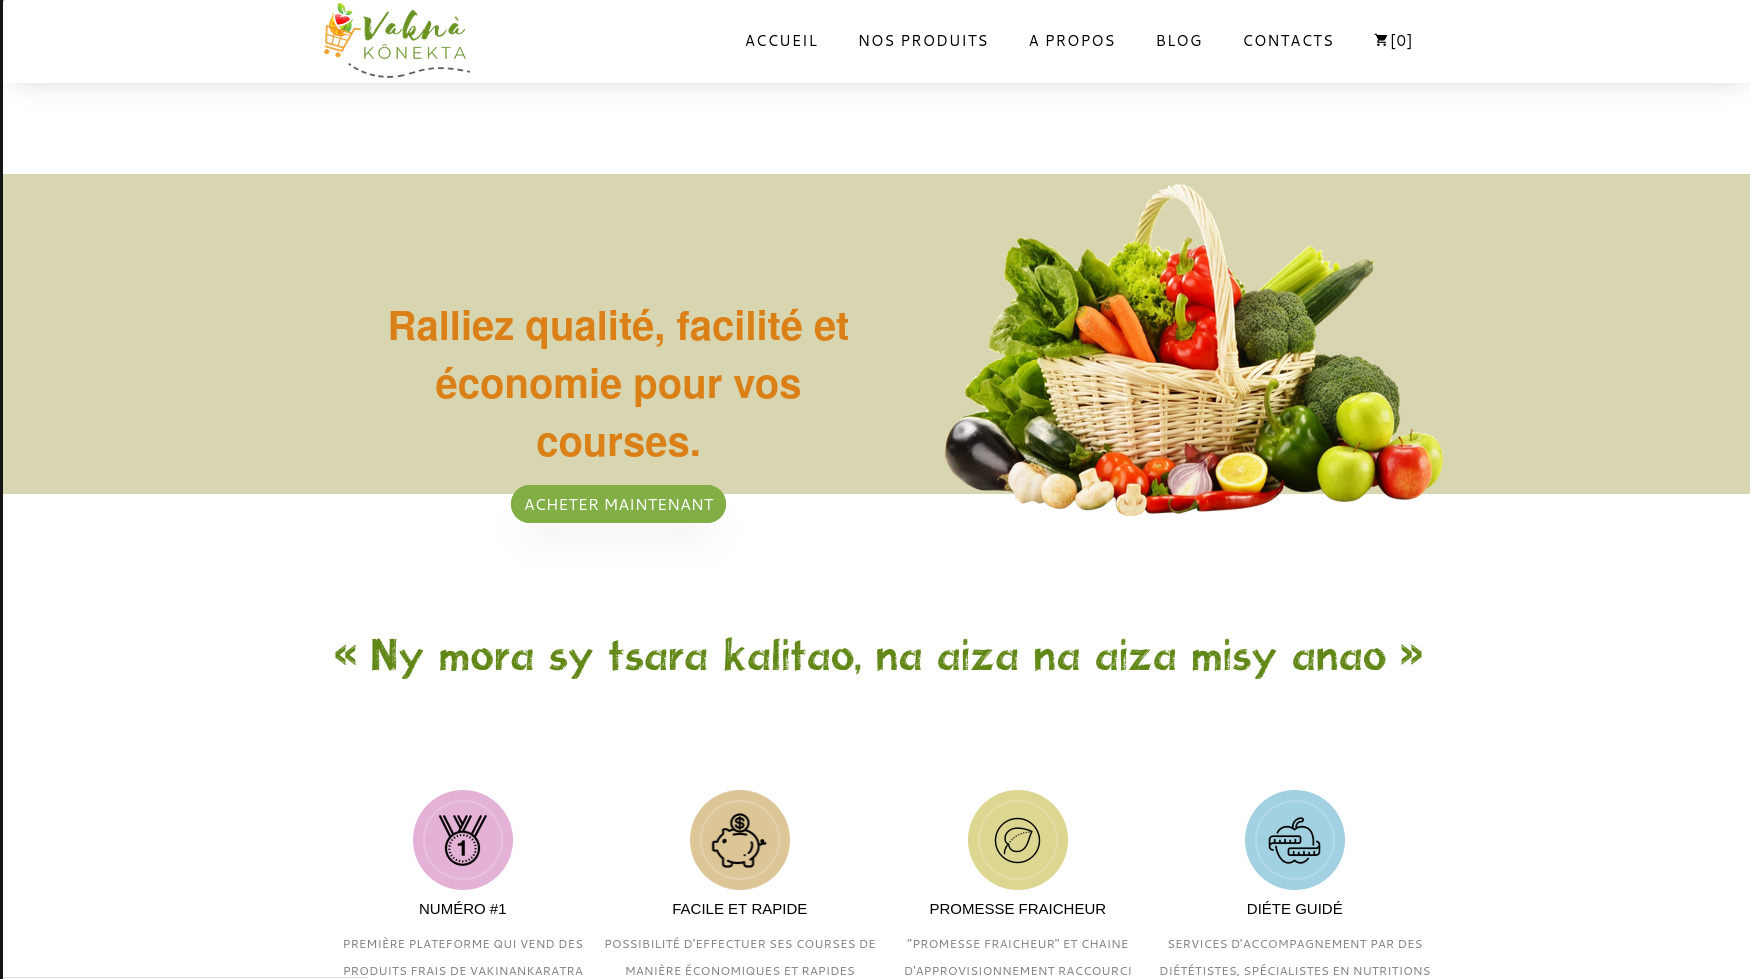 Vaknà
KÔNEKTA
ACCUEIL NOS PRODUITS A PROPOS BLOG CONTACTS [0]
Ralliez qualité, facilité et
économie pour vos
courses.
ACHETER MAINTENANT
« Ny mora sy tsara kalitao, na aiza na aiza misy anao »
1
$
NUMÉRO #1
PREMIÈRE PLATEFORME QUI VEND DES
PRODUITS FRAIS DE VAKINANKARATRA
FACILE ET RAPIDE
POSSIBILITÉ D'EFFECTUER SES COURSES DE
MANIÈRE ÉCONOMIQUES ET RAPIDES
PROMESSE FRAICHEUR
"PROMESSE FRAICHEUR" ET CHAINE
D'APPROVISIONNEMENT RACCOURCI
DIÉTE GUIDÉ
SERVICES D'ACCOMPAGNEMENT PAR DES
DIÉTÉTISTES, SPÉCIALISTES EN NUTRITIONS